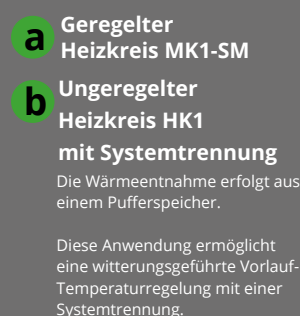 a Geregelter
Heizkreis MK1-SM
b Ungeregelter
Heizkreis HK1
mit Systemtrennung
Die Wärmeentnahme erfolgt aus
einem Pufferspeicher.
Diese Anwendung ermöglicht
eine witterungsgeführte Vorlauf-
Temperaturregelung mit einer
Systemtrennung.